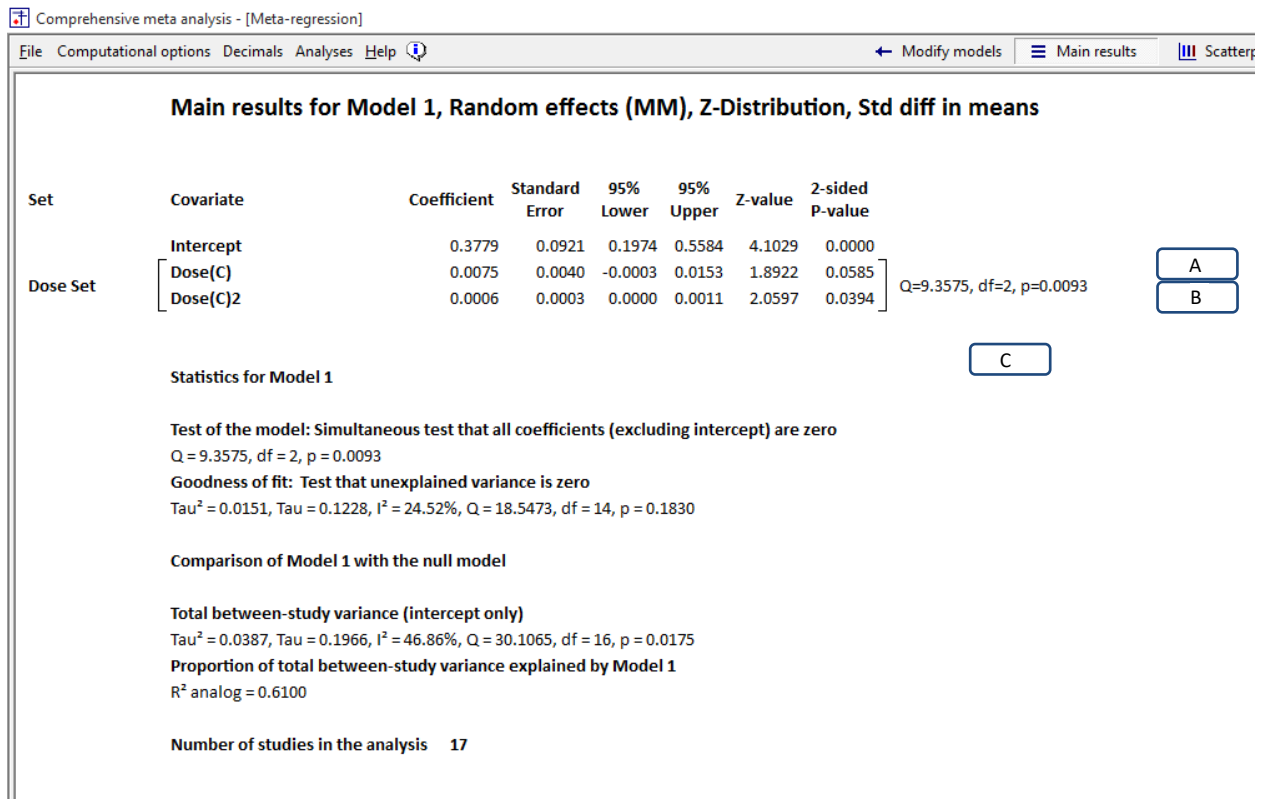 Comprehensive meta analysis - [Meta-regression]
File Computational options Decimals Analyses Help i Modify models Main results Scatterp
Main results for Model 1, Random effects (MM), Z-Distribution, Std diff in means
Set Covariate Coefficient Standard Error 95% Lower 95% Upper Z-value 2-sided P-value
Intercept 0.3779 0.0921 0.1974 0.5584 4.1029 0.0000
Dose(C) 0.0075 0.0040 -0.0003 0.0153 1.8922 0.0585 A
Dose Set Q=9.3575, df=2, p=0.0093
Dose(C)2 0.0006 0.0003 0.0000 0.0011 2.0597 0.0394 B
C
Statistics for Model 1
Test of the model: Simultaneous test that all coefficients (excluding intercept) are zero
Q = 9.3575, df = 2, p = 0.0093
Goodness of fit: Test that unexplained variance is zero
Tau² = 0.0151, Tau = 0.1228, I² = 24.52%, Q = 18.5473, df = 14, p = 0.1830
Comparison of Model 1 with the null model
Total between-study variance (intercept only)
Tau² = 0.0387, Tau = 0.1966, I² = 46.86%, Q = 30.1065, df = 16, p = 0.0175
Proportion of total between-study variance explained by Model 1
R² analog = 0.6100
Number of studies in the analysis 17